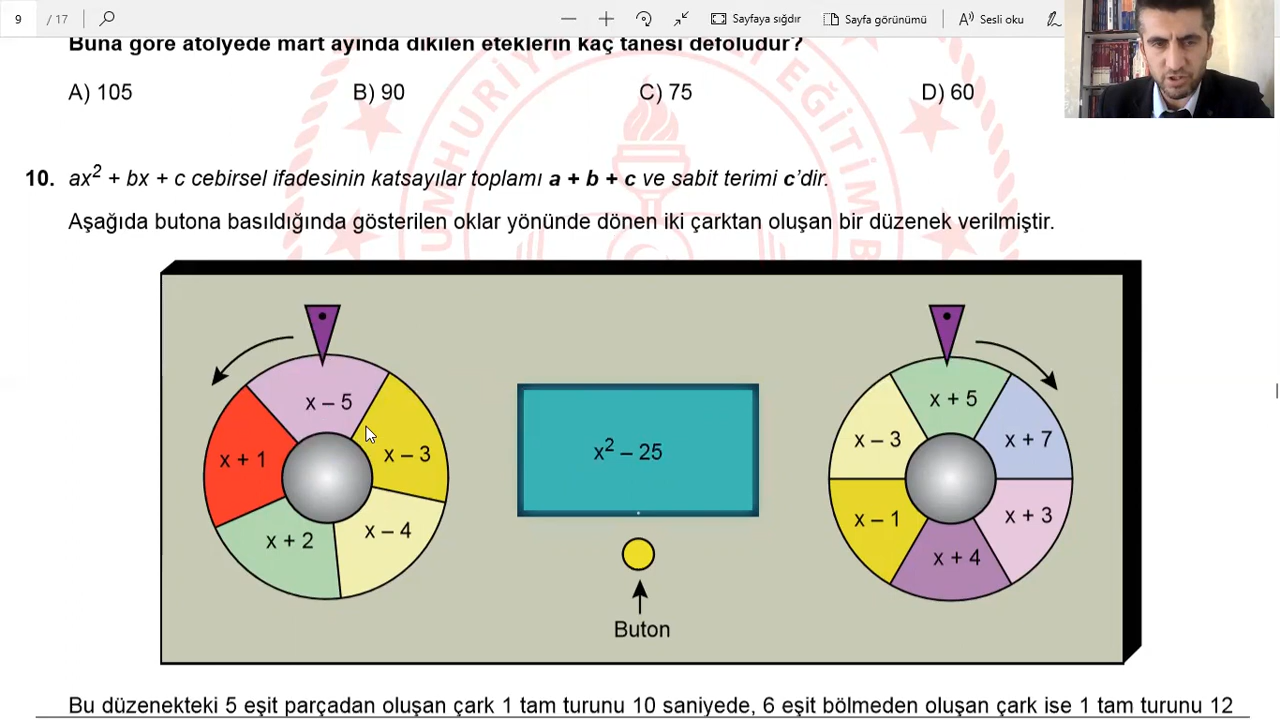 9 / 17 Sayfaya sığdır Sayfa görünümü Sesli oku
Buna göre atölyede mart ayında dikilen eteklerin kaç tanesi defoludur?
A) 105 B) 90 C) 75 D) 60
10. ax² + bx + c cebirsel ifadesinin katsayılar toplamı a + b + c ve sabit terimi c'dir.
Aşağıda butona basıldığında gösterilen oklar yönünde dönen iki çarktan oluşan bir düzenek verilmiştir.
x – 5
x – 3
x – 4
x + 2
x + 1
x² – 25
Buton
x + 5
x + 7
x + 3
x + 4
x – 1
x – 3
Bu düzenekteki 5 eşit parçadan oluşan çark 1 tam turunu 10 saniyede, 6 eşit bölmeden oluşan çark ise 1 tam turunu 12